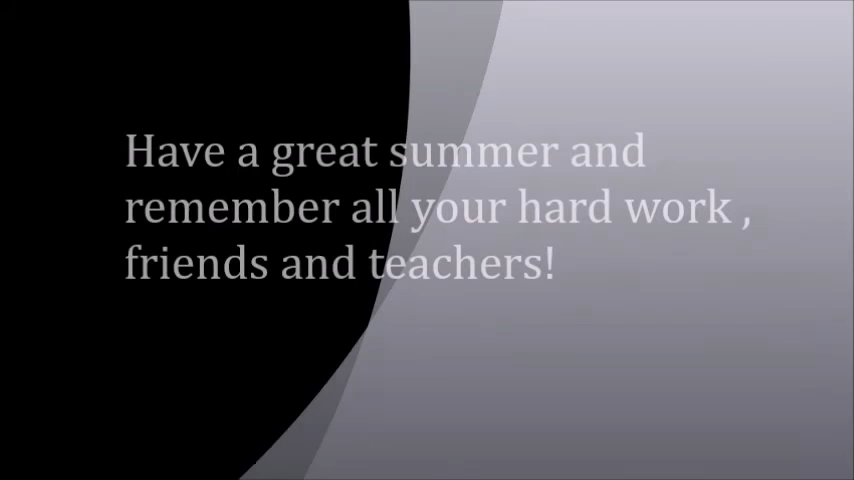 Have a great summer and
remember all your hard work ,
friends and teachers!